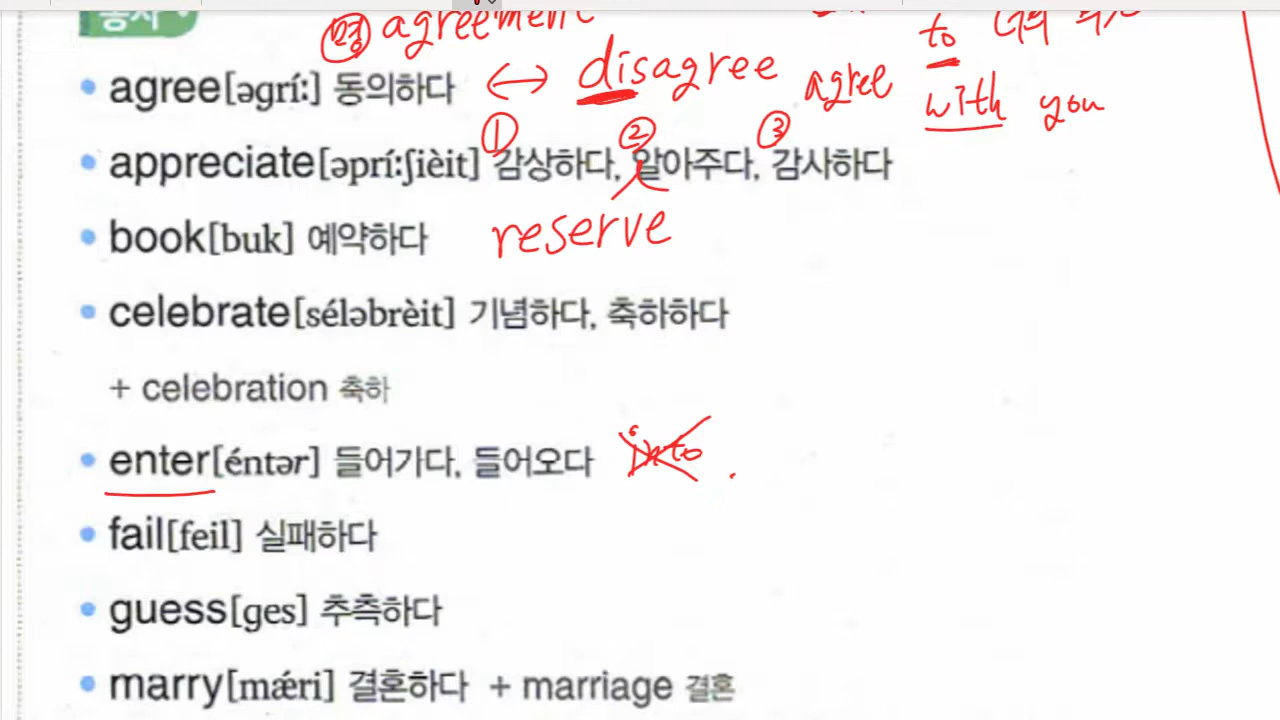 동사
명 agreement
to 너의
agree[əgríː] 동의하다 ↔ disagree agree with you
① ② ③
appreciate[əpríːʃièit] 감상하다, 알아주다, 감사하다
book[buk] 예약하다 reserve
celebrate[séləbrèit] 기념하다, 축하하다
+ celebration 축하
enter[éntər] 들어가다, 들어오다 into
fail[feil] 실패하다
guess[ges] 추측하다
marry[mǽri] 결혼하다 + marriage 결혼